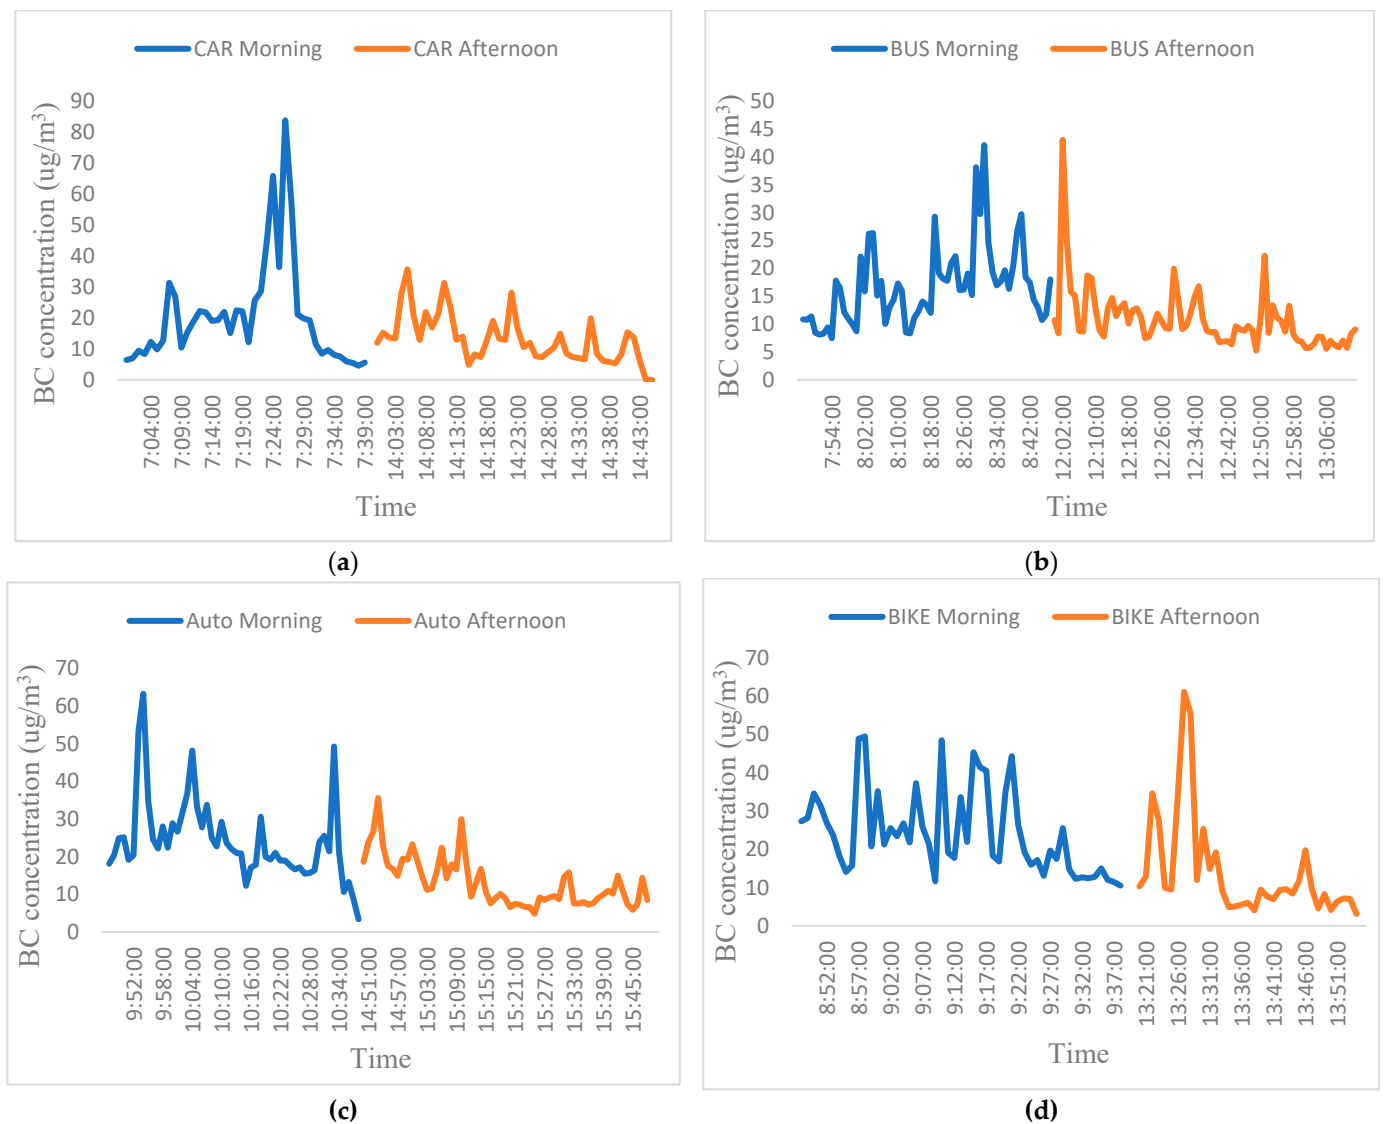 CAR Morning CAR Afternoon
BC concentration (ug/m³)
90
80
70
60
50
40
30
20
10
0
7:04:00 7:09:00 7:14:00 7:19:00 7:24:00 7:29:00 7:34:00 7:39:00 14:03:00 14:08:00 14:13:00 14:18:00 14:23:00 14:28:00 14:33:00 14:38:00 14:43:00
Time
(a)
BUS Morning BUS Afternoon
BC concentration (ug/m³)
50
45
40
35
30
25
20
15
10
5
0
7:54:00 8:02:00 8:10:00 8:18:00 8:26:00 8:34:00 8:42:00 12:02:00 12:10:00 12:18:00 12:26:00 12:34:00 12:42:00 12:50:00 12:58:00 13:06:00
Time
(b)
Auto Morning Auto Afternoon
BC concentration (ug/m³)
70
60
50
40
30
20
10
0
9:52:00 9:58:00 10:04:00 10:10:00 10:16:00 10:22:00 10:28:00 10:34:00 14:51:00 14:57:00 15:03:00 15:09:00 15:15:00 15:21:00 15:27:00 15:33:00 15:39:00 15:45:00
Time
(c)
BIKE Morning BIKE Afternoon
BC concentration (ug/m³)
70
60
50
40
30
20
10
0
8:52:00 8:57:00 9:02:00 9:07:00 9:12:00 9:17:00 9:22:00 9:27:00 9:32:00 9:37:00 13:21:00 13:26:00 13:31:00 13:36:00 13:41:00 13:46:00 13:51:00
Time
(d)